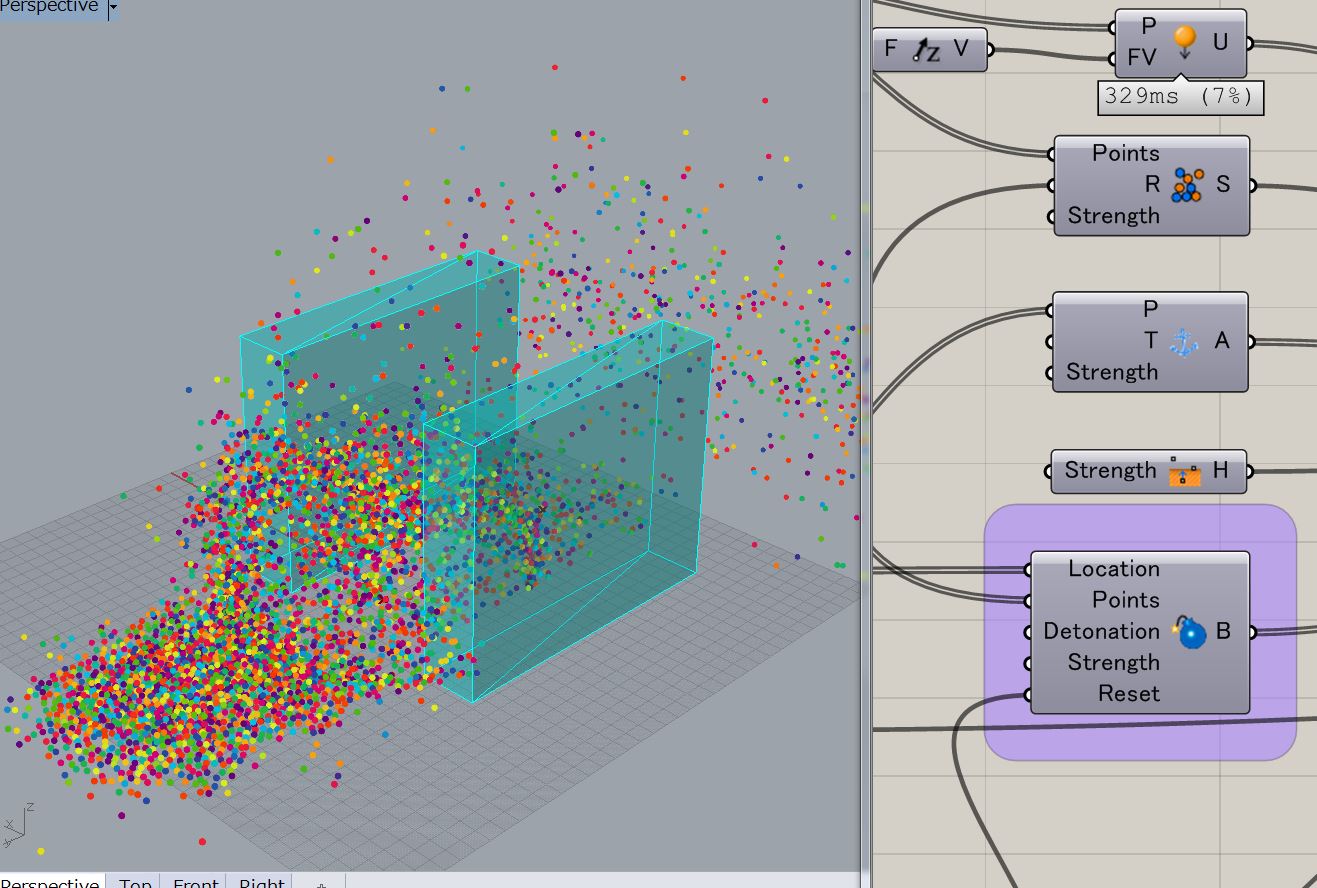 Perspective
F Z V
P U
FV
329ms (7%)
Points
R S
Strength
P
T A
Strength
Strength H
Location
Points
Detonation B
Strength
Reset
z
x
y
Perspective Top Front Right